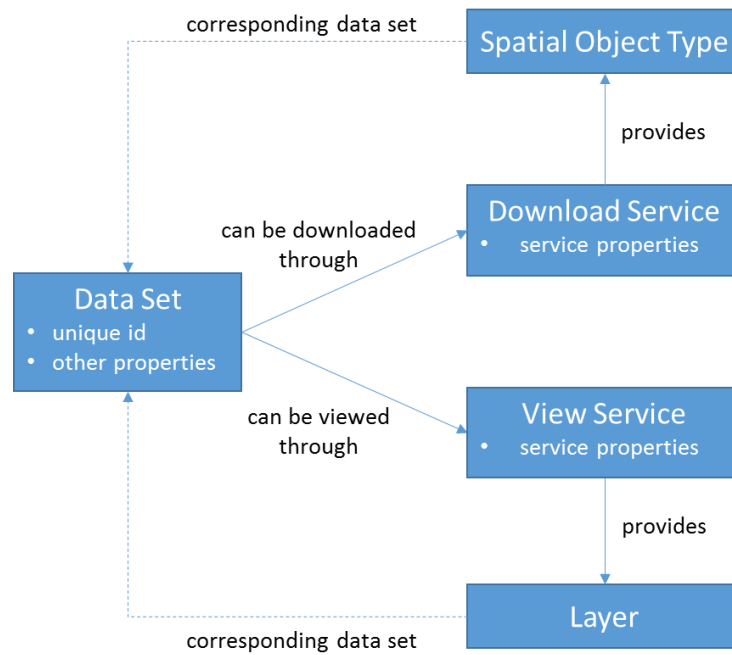 corresponding data set
Spatial Object Type
provides
Download Service
• service properties
can be downloaded
through
Data Set
• unique id
• other properties
can be viewed
through
View Service
• service properties
provides
Layer
corresponding data set